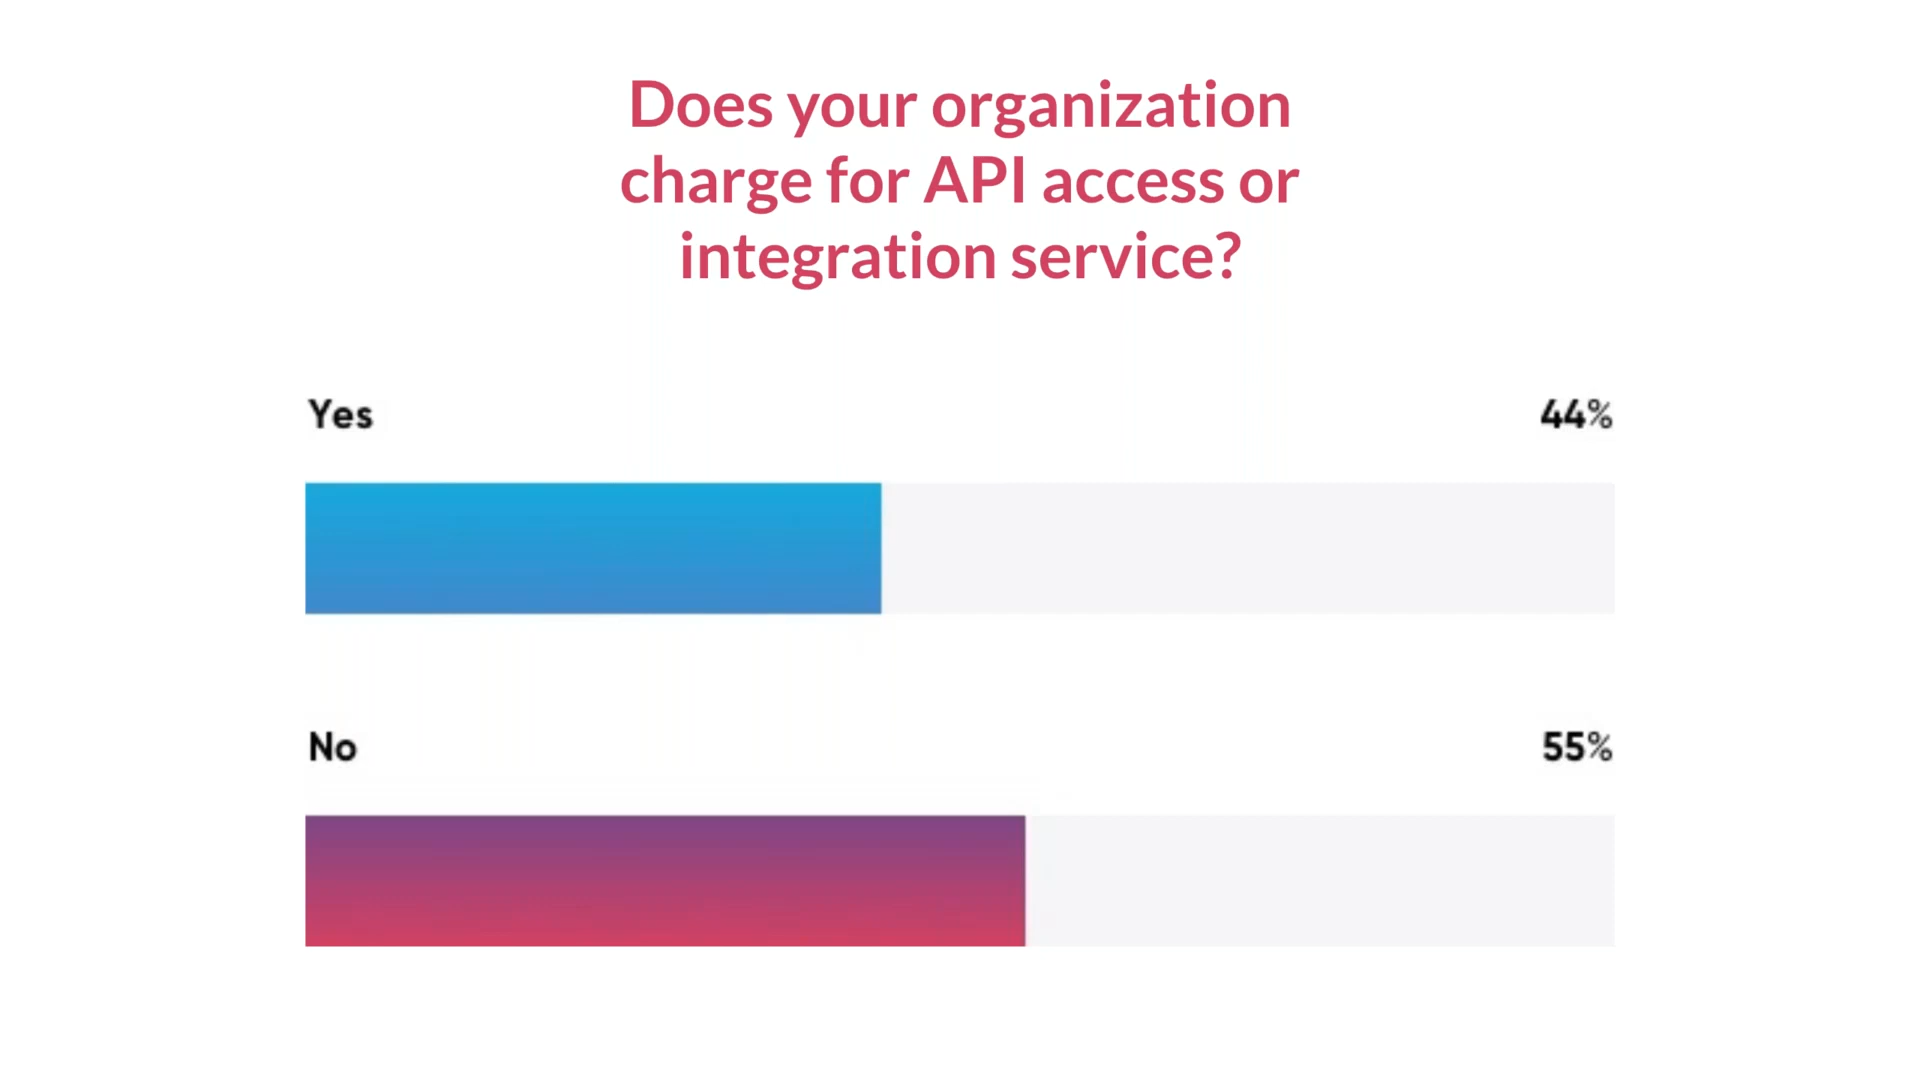 Does your organization
charge for API access or
integration service?
Yes 44%
No 55%